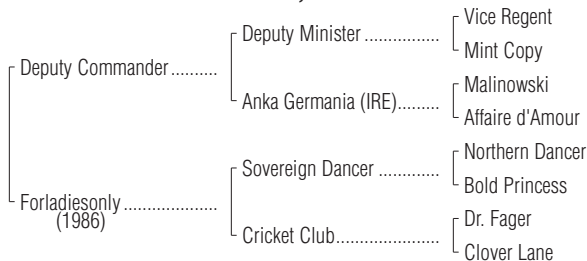 Vice Regent
Deputy Minister ................
Mint Copy
Deputy Commander..........
Malinowski
Anka Germania (IRE).........
Affaire d'Amour
Northern Dancer
Sovereign Dancer .............
Bold Princess
Forladiesonly ....................
(1986)
Dr. Fager
Cricket Club......................
Clover Lane